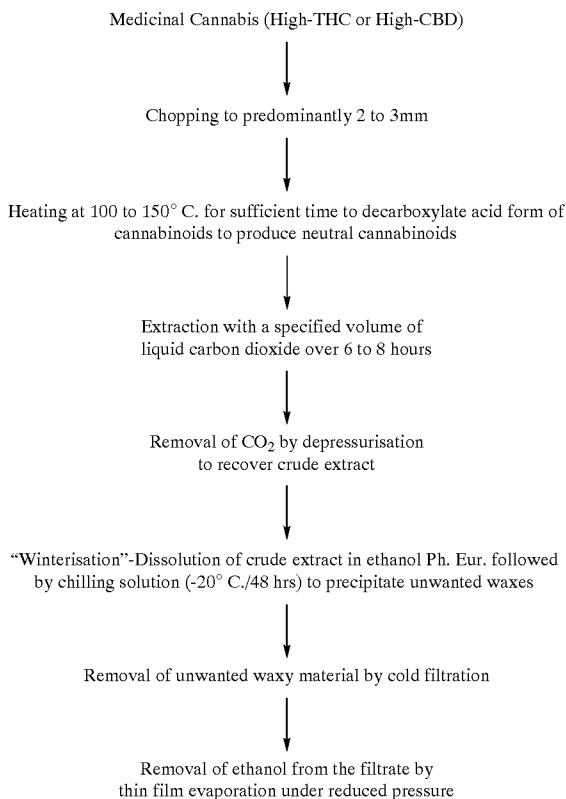 Medicinal Cannabis (High-THC or High-CBD)
Chopping to predominantly 2 to 3mm
Heating at 100 to 150° C. for sufficient time to decarboxylate acid form of
cannabinoids to produce neutral cannabinoids
Extraction with a specified volume of
liquid carbon dioxide over 6 to 8 hours
Removal of CO₂ by depressurisation
to recover crude extract
“Winterisation”-Dissolution of crude extract in ethanol Ph. Eur. followed
by chilling solution (-20° C./48 hrs) to precipitate unwanted waxes
Removal of unwanted waxy material by cold filtration
Removal of ethanol from the filtrate by
thin film evaporation under reduced pressure